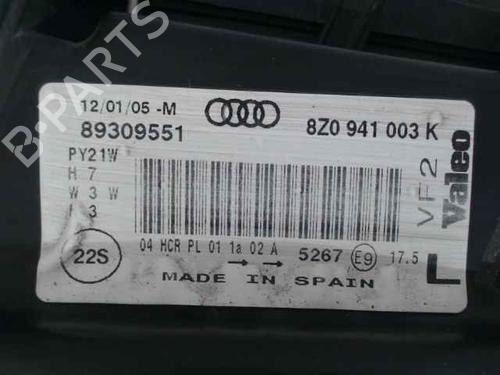 B-PARTS
12/01/05 -M
8Z0 941 003 K
89309551
PY21W
H 7
W 3 W
3
22S
04 HCR PL 01 1a 02 A
5267 E9 17.5
MADE IN SPAIN
L VF2 Valeo